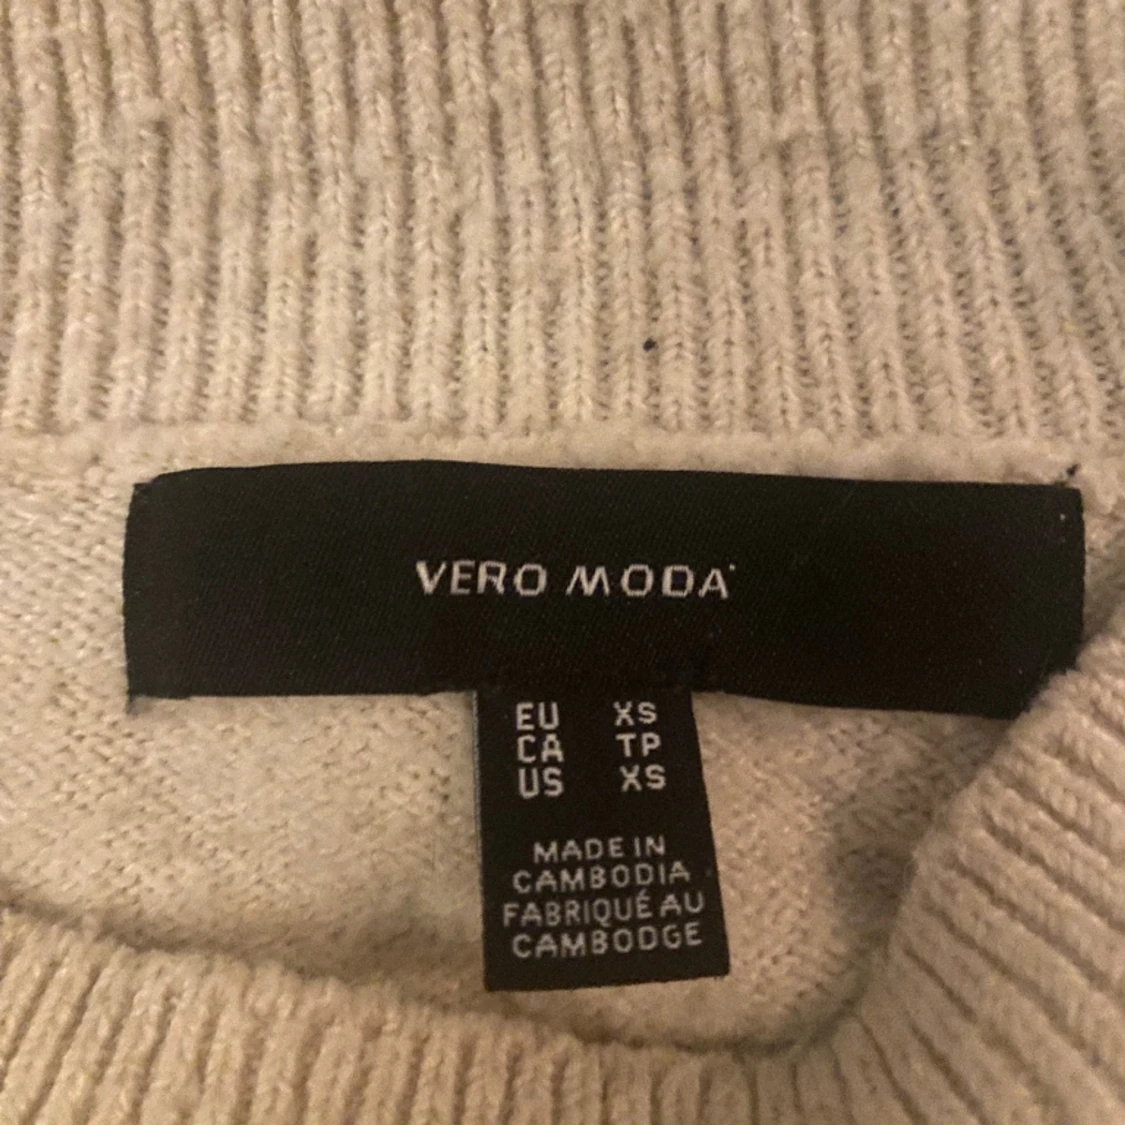 VERO MODA
EU XS
CA TP
US XS
MADE IN
CAMBODIA
FABRIQUÉ AU
CAMBODGE